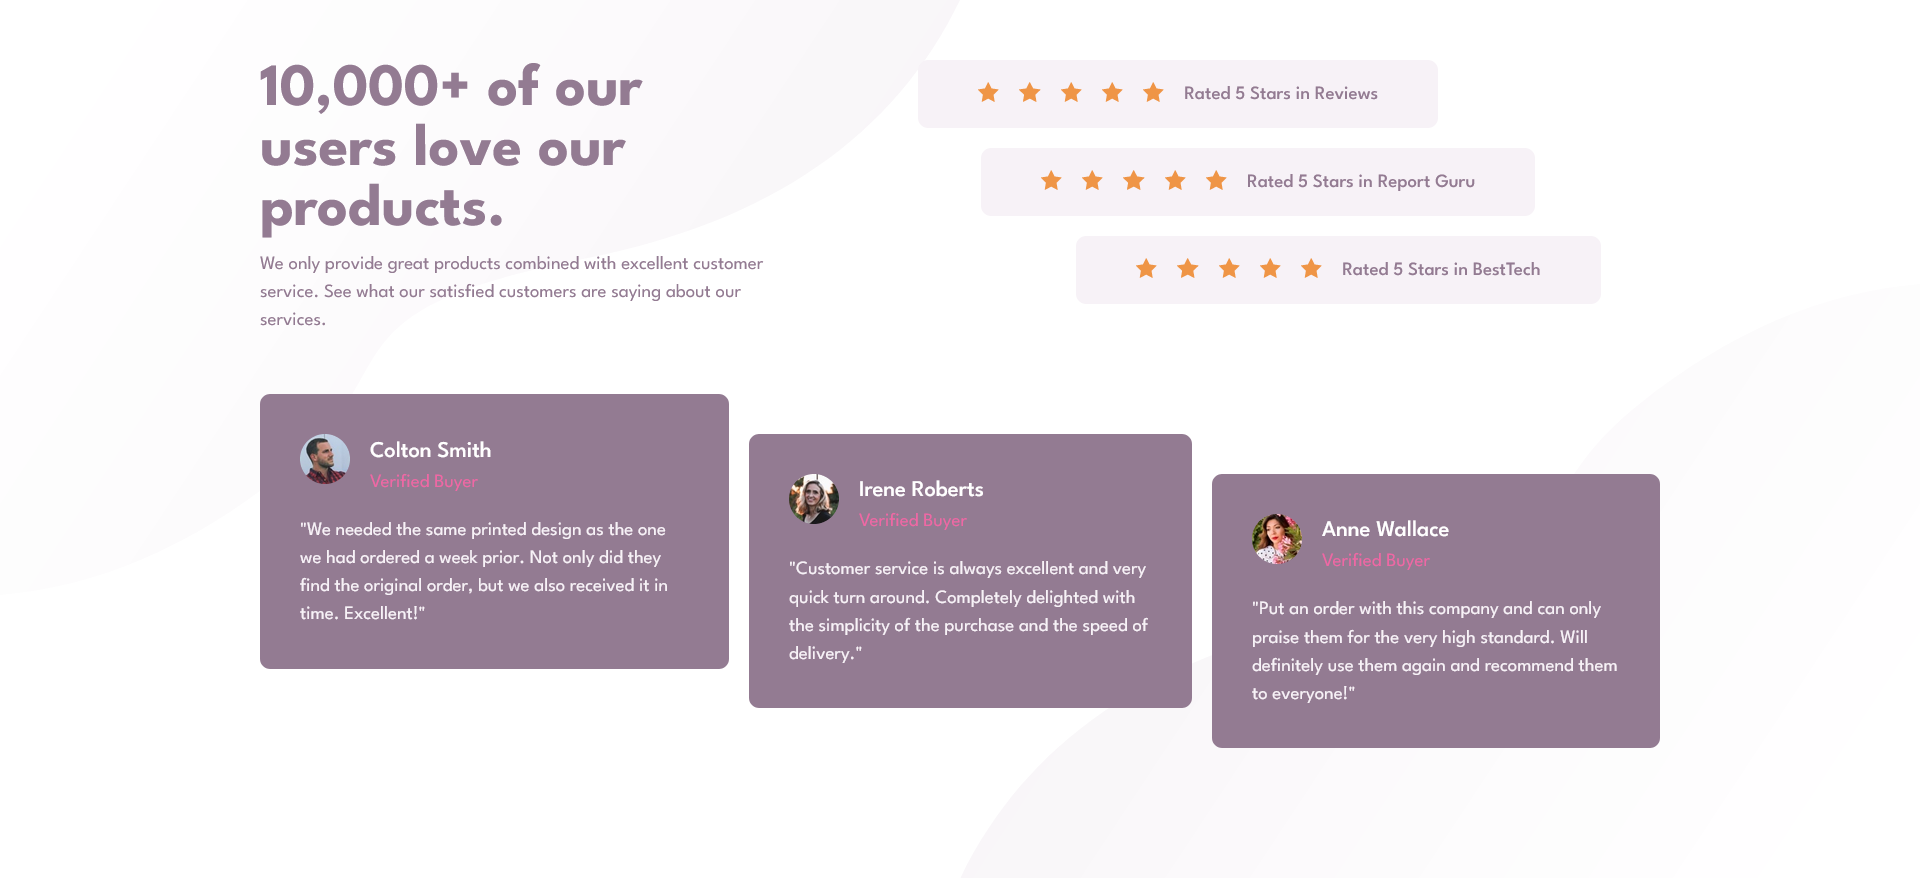 10,000+ of our
users love our
products.
We only provide great products combined with excellent customer
service. See what our satisfied customers are saying about our
services.
Rated 5 Stars in Reviews
Rated 5 Stars in Report Guru
Rated 5 Stars in BestTech
Colton Smith
Verified Buyer
"We needed the same printed design as the one
we had ordered a week prior. Not only did they
find the original order, but we also received it in
time. Excellent!"
Irene Roberts
Verified Buyer
"Customer service is always excellent and very
quick turn around. Completely delighted with
the simplicity of the purchase and the speed of
delivery."
Anne Wallace
Verified Buyer
"Put an order with this company and can only
praise them for the very high standard. Will
definitely use them again and recommend them
to everyone!"